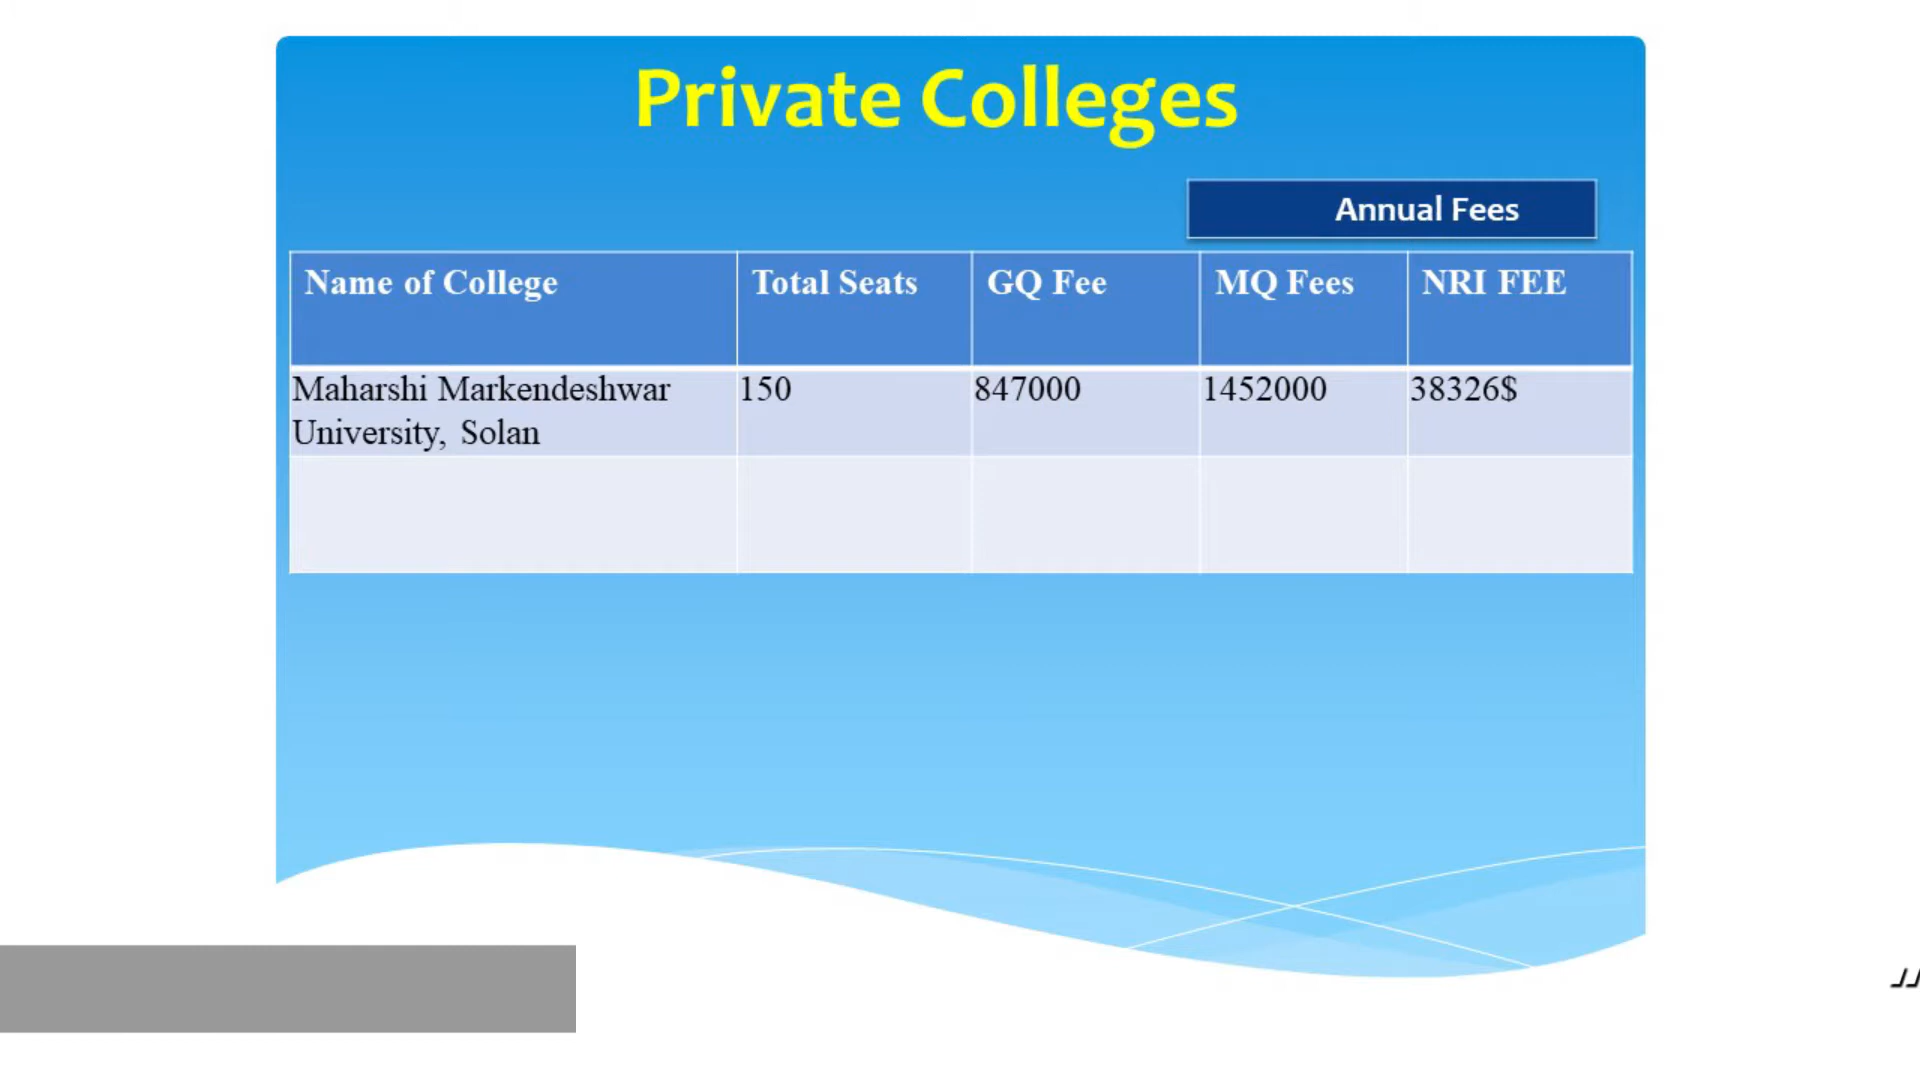 Private Colleges
Annual Fees
Name of College Total Seats GQ Fee MQ Fees NRI FEE
Maharshi Markendeshwar 150 847000 1452000 38326$
University, Solan